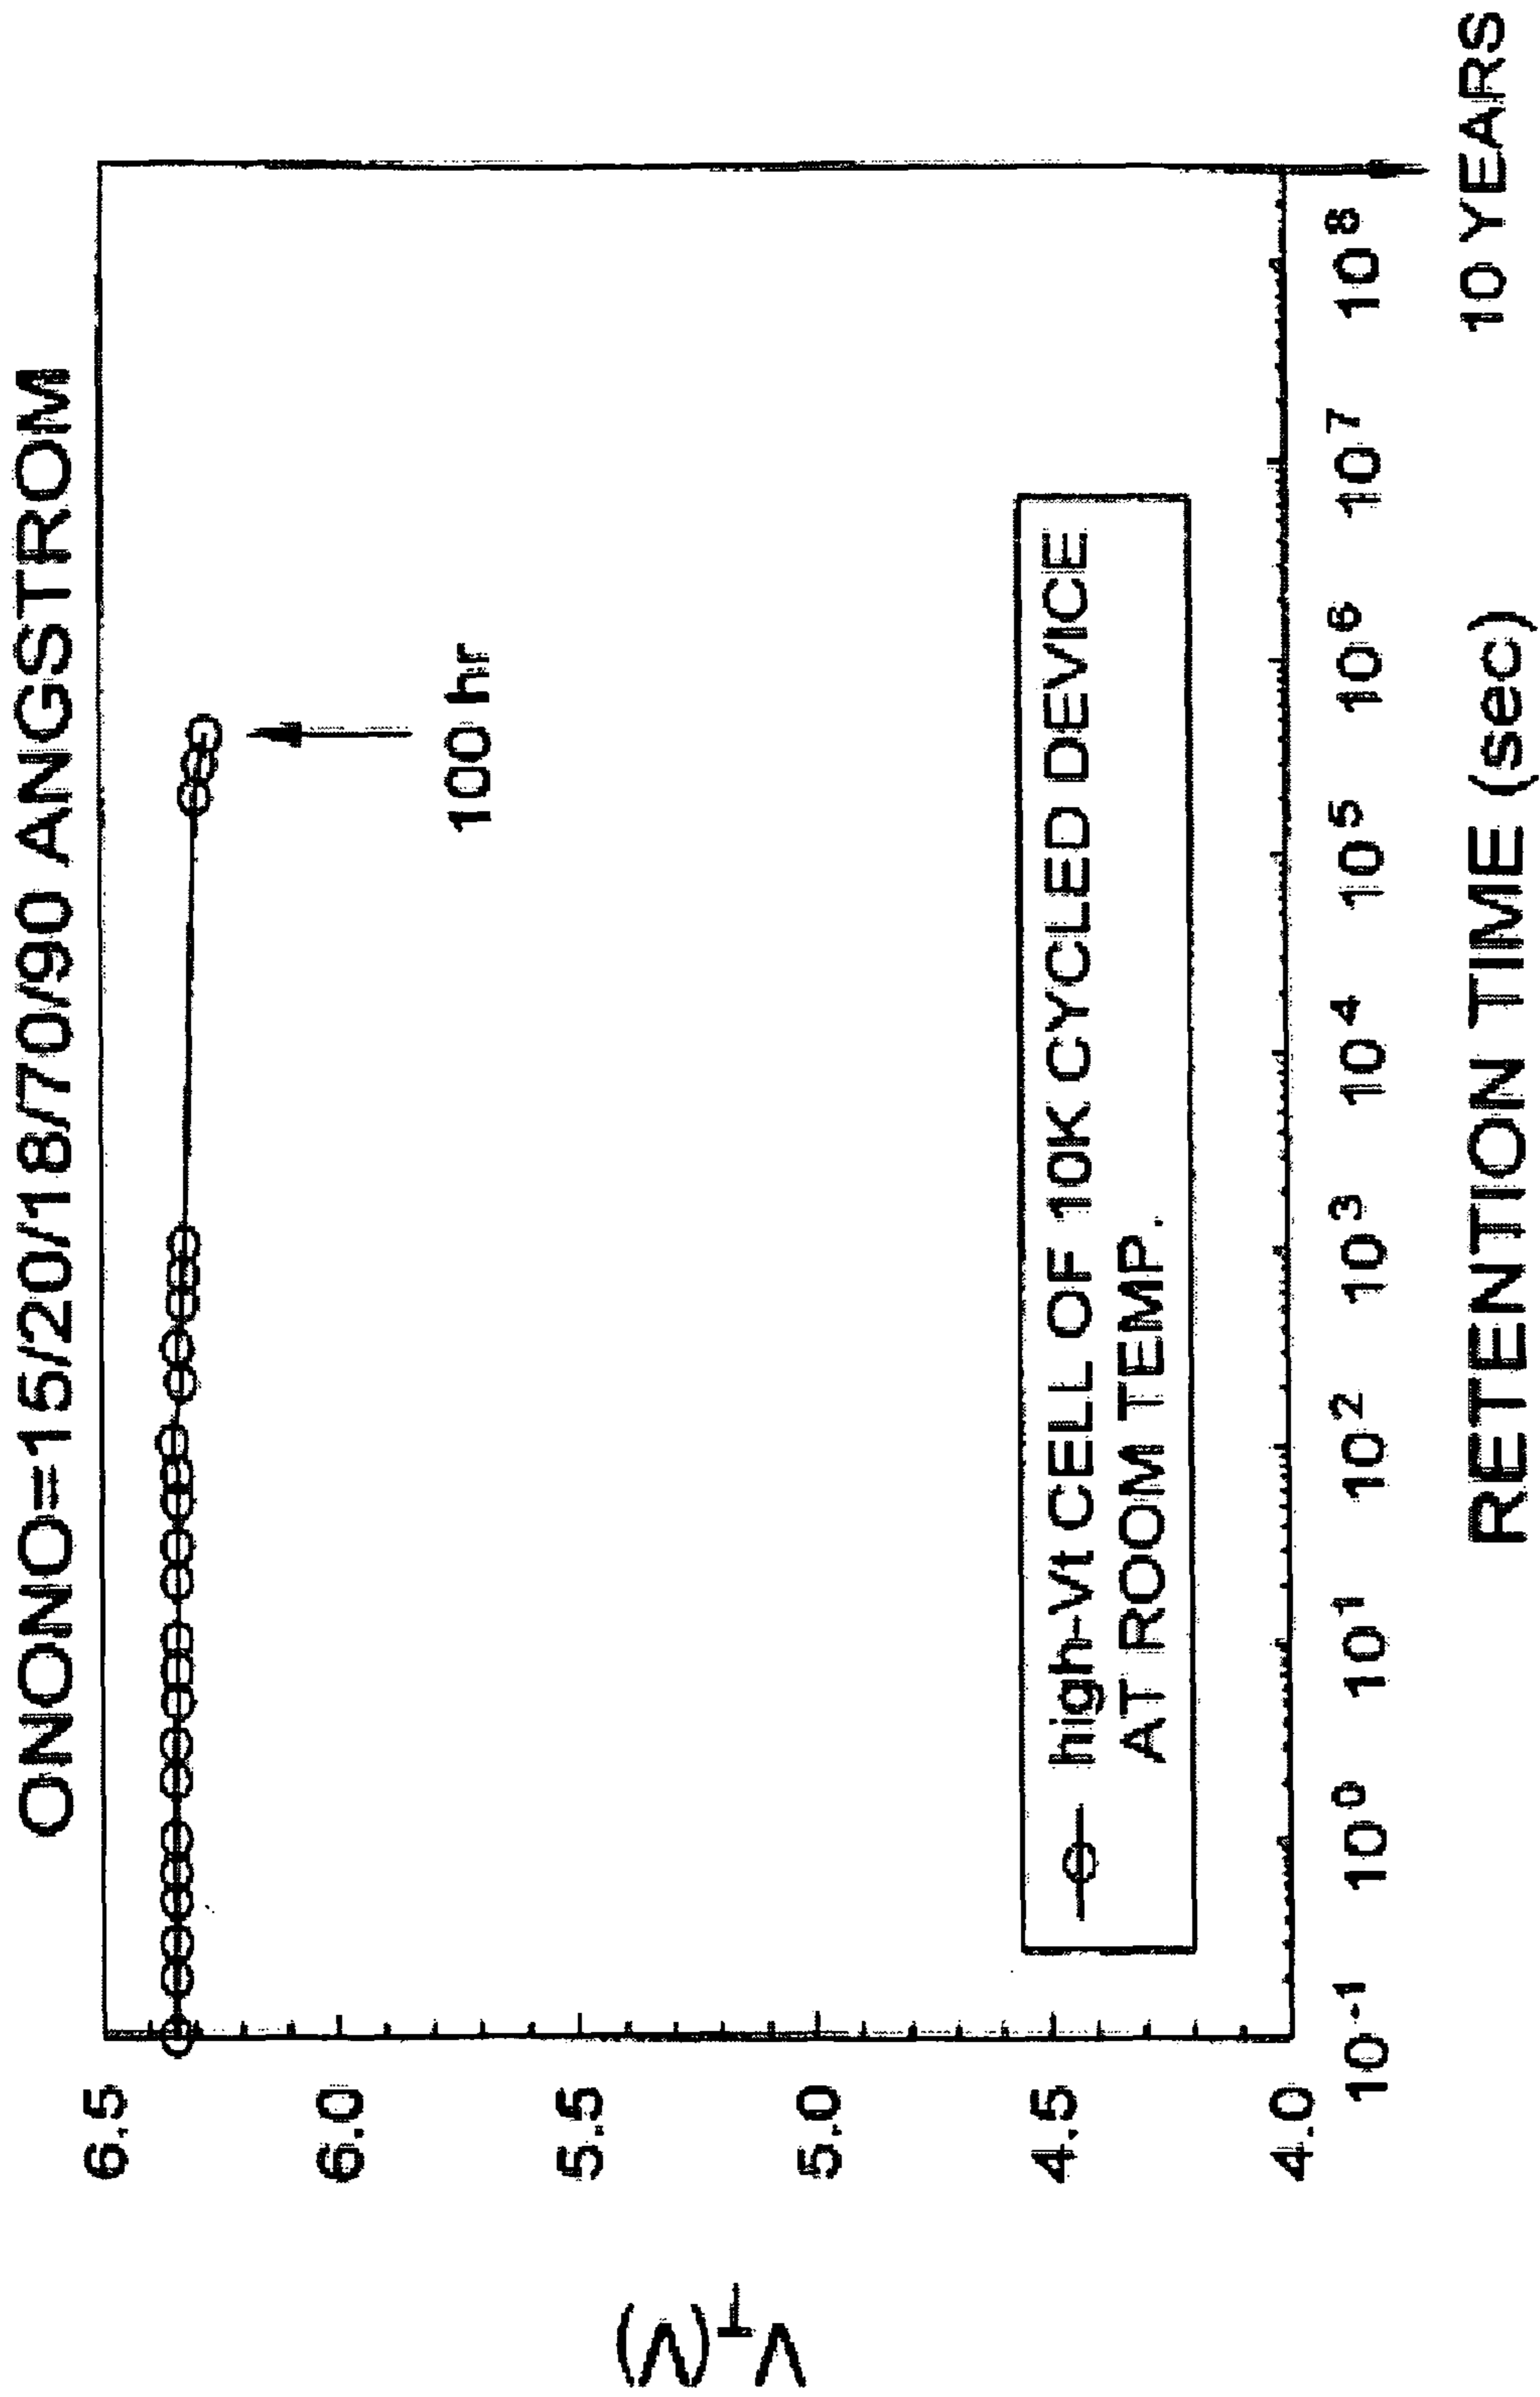 ONONO=15/20/18/70/90 ANGSTROM
6.5
6.0
5.5
5.0
4.5
4.0
V_T(V)
100 hr
high-Vt CELL OF 10K CYCLED DEVICE
AT ROOM TEMP.
10^-1 10^0 10^1 10^2 10^3 10^4 10^5 10^6 10^7 10^8
RETENTION TIME (sec)
10 YEARS